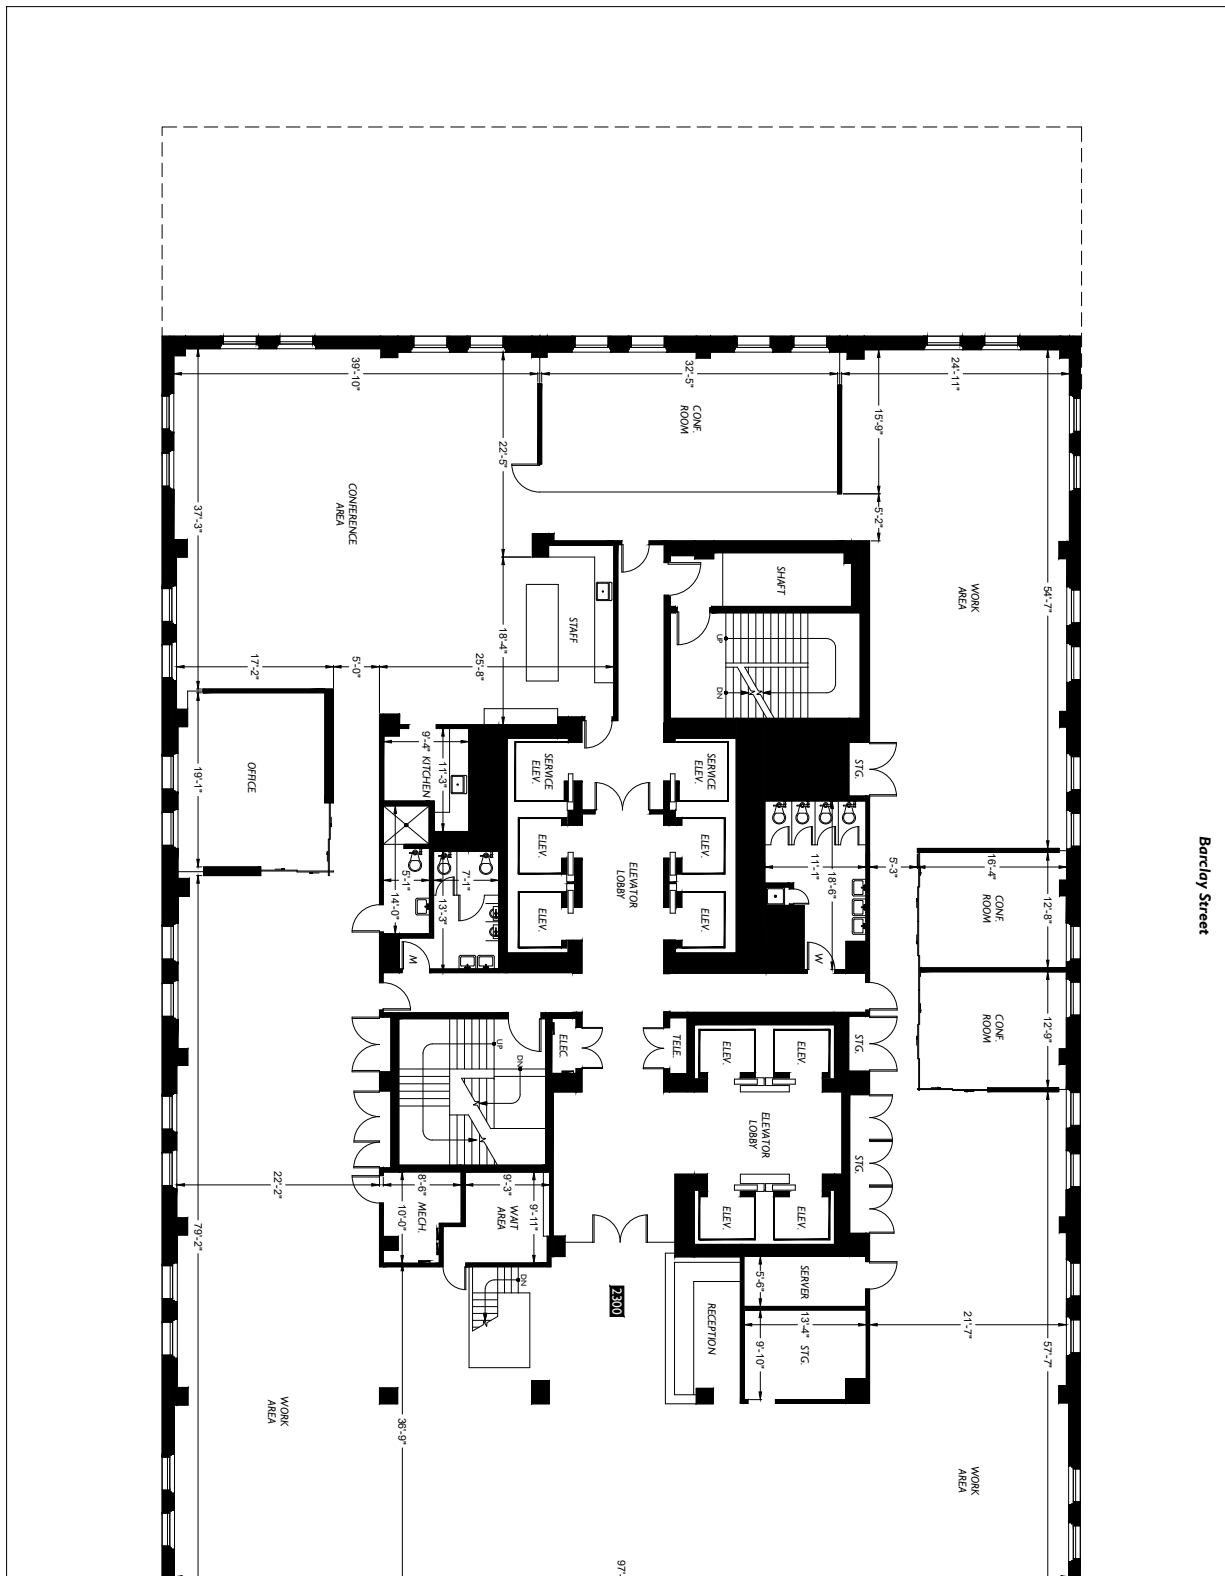 39'-10"
32'-5"
24'-11"
CONF.
ROOM
15'-9"
22'-5"
CONFERENCE
AREA
37'-3"
5'-2"
54'-7"
WORK
AREA
SHAFT
STAFF
18'-4"
UP
DN
17'-2"
5'-0"
25'-8"
OFFICE
19'-1"
9'-4" KITCHEN
11'-3"
SERVICE
ELEV.
SERVICE
ELEV.
STG.
ELEV.
ELEV.
ELEVATOR
LOBBY
ELEV.
ELEV.
5'-1"
14'-0"
7'-1"
13'-3"
M
11'-1"
18'-6"
W
5'-3"
16'-4"
CONF.
ROOM
12'-8"
Barclay Street
CONF.
ROOM
12'-9"
UP
DN
ELEC.
TELE.
ELEV.
ELEV.
STG.
ELEVATOR
LOBBY
STG.
22'-2"
8'-6" MECH.
10'-0"
9'-3" WAIT
AREA
9'-11"
ELEV.
ELEV.
79'-2"
DN
2300
RECEPTION
5'-6"
SERVER
13'-4" STG.
9'-10"
21'-7"
57'-7"
WORK
AREA
36'-9"
WORK
AREA
97'-